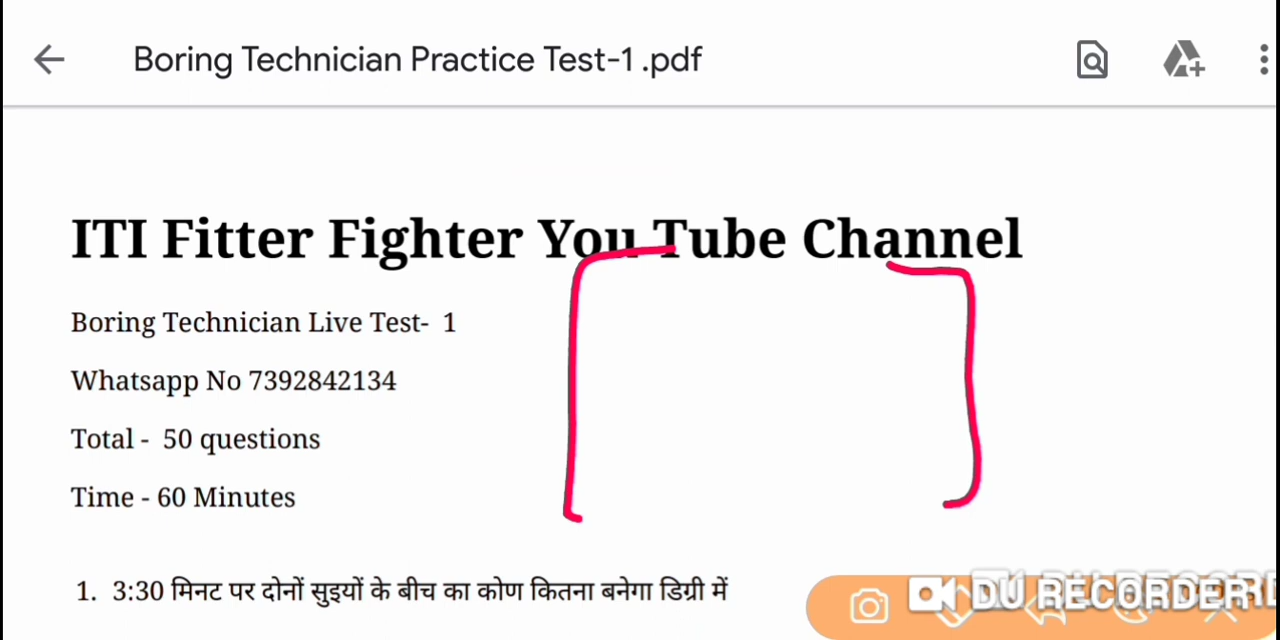 Boring Technician Practice Test-1 .pdf
ITI Fitter Fighter You Tube Channel
Boring Technician Live Test- 1
Whatsapp No 7392842134
Total - 50 questions
Time - 60 Minutes
1. 3:30 मिनट पर दोनों सुइयों के बीच का कोण कितना बनेगा डिग्री में
DU RECORDER